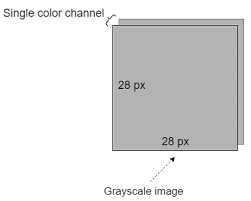 Single color channel
28 px
28 px
Grayscale image